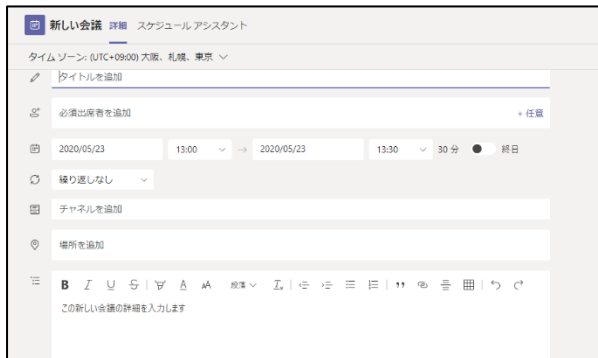 新しい会議 詳細 スケジュール アシスタント
タイム ゾーン: (UTC+09:00) 大阪、札幌、東京
タイトルを追加
必須出席者を追加 + 任意
2020/05/23 13:00 → 2020/05/23 13:30 30 分 終日
繰り返しなし
チャネルを追加
場所を追加
B I U S A A AA 段落 I
この新しい会議の詳細を入力します